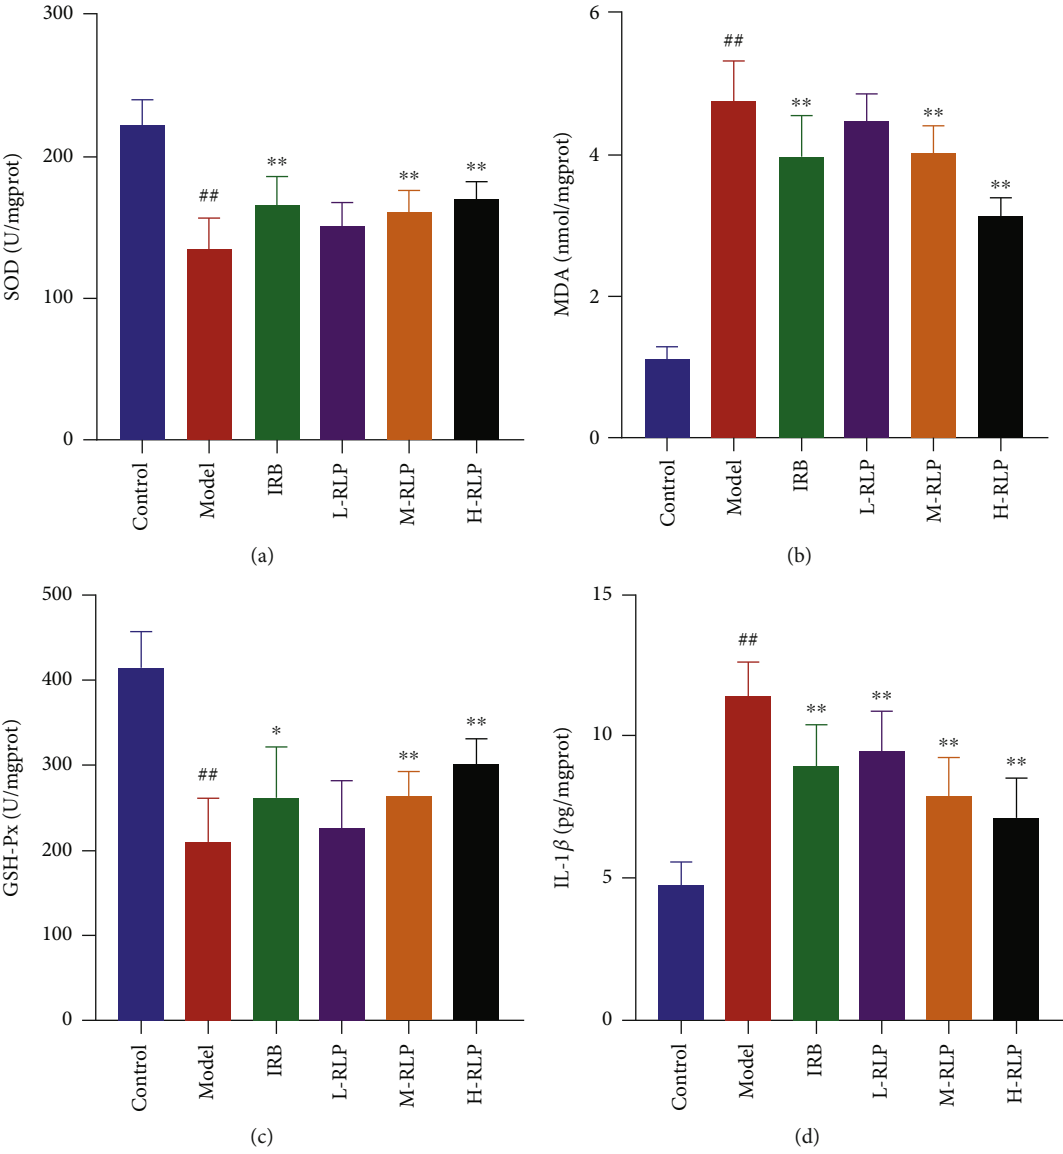 300
200
100
0
SOD (U/mgprot)
##
**
**
**
Control
Model
IRB
L-RLP
M-RLP
H-RLP
(a)
6
4
2
0
MDA (nmol/mgprot)
##
**
**
**
Control
Model
IRB
L-RLP
M-RLP
H-RLP
(b)
500
400
300
200
100
0
GSH-Px (U/mgprot)
##
*
**
**
Control
Model
IRB
L-RLP
M-RLP
H-RLP
(c)
15
10
5
0
IL-1β (pg/mgprot)
##
**
**
**
**
Control
Model
IRB
L-RLP
M-RLP
H-RLP
(d)